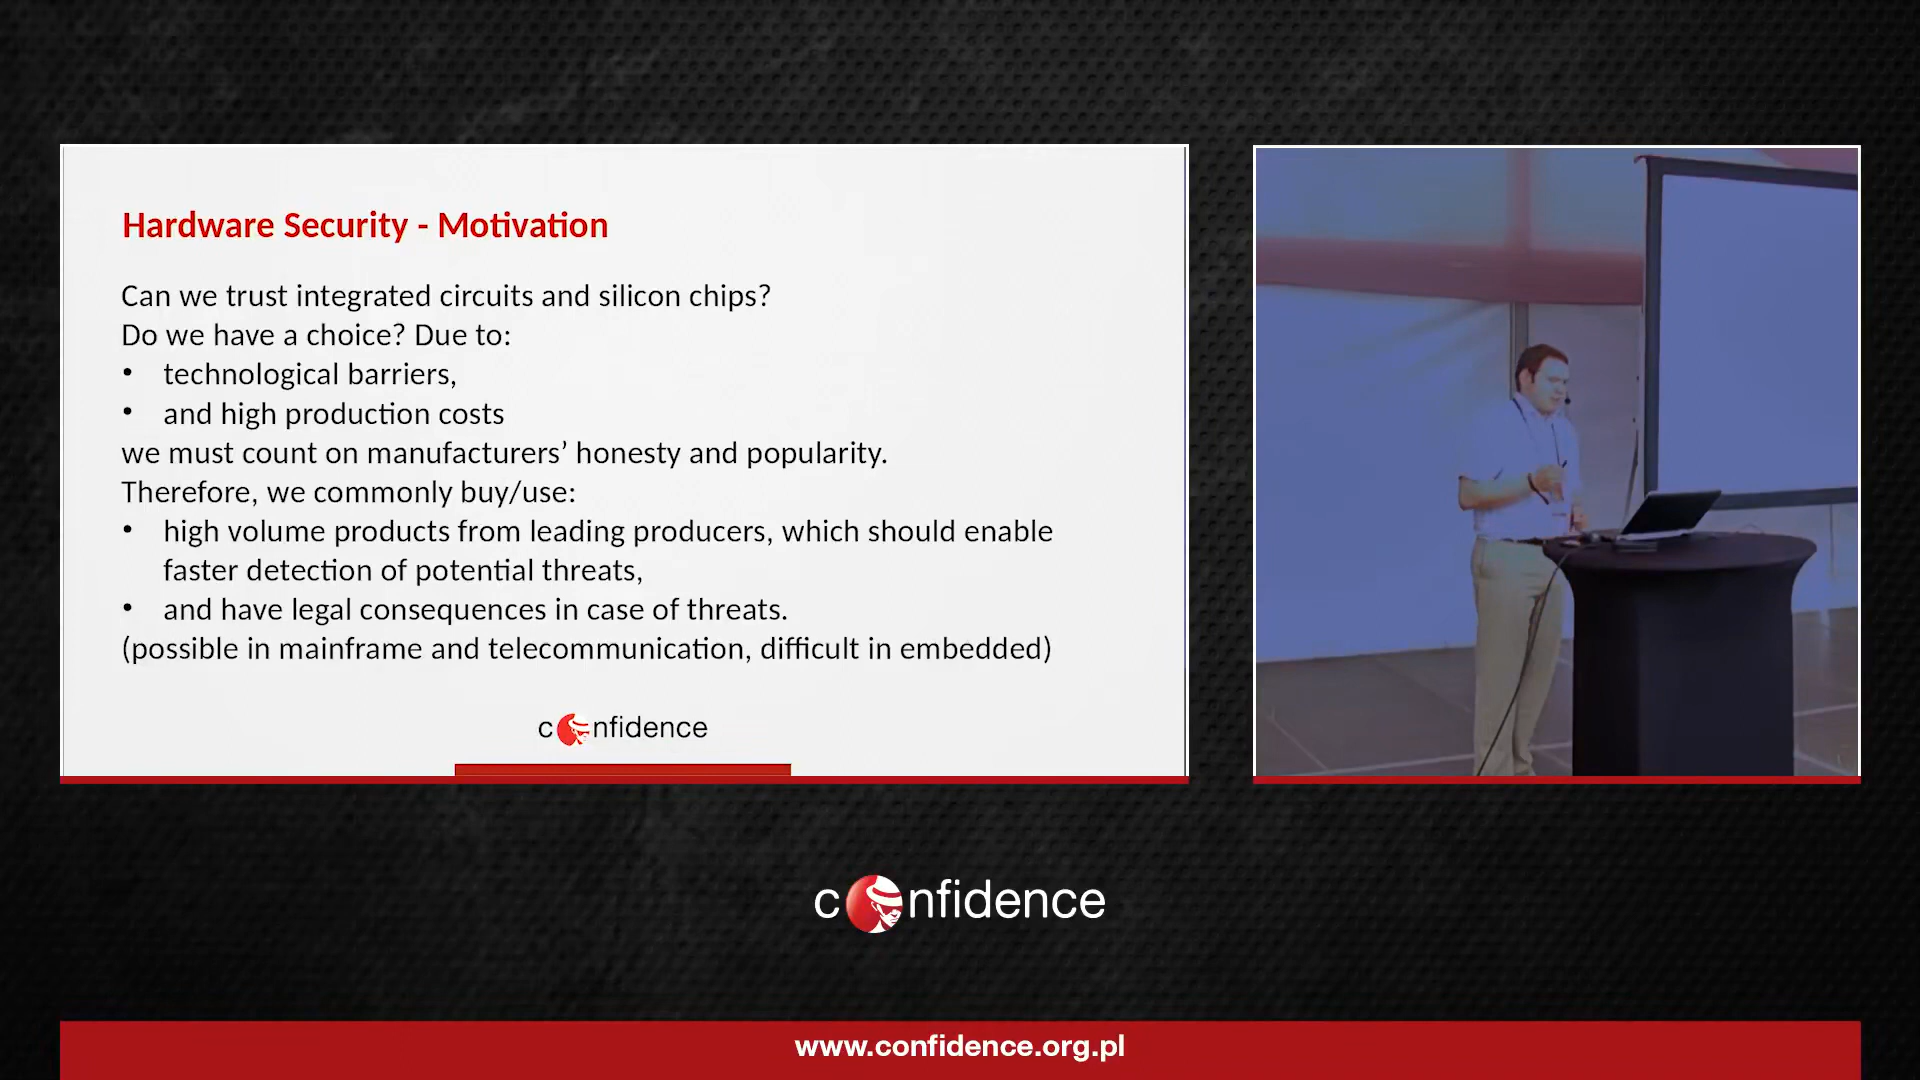 Hardware Security - Motivation
Can we trust integrated circuits and silicon chips?
Do we have a choice? Due to:
• technological barriers,
• and high production costs
we must count on manufacturers’ honesty and popularity.
Therefore, we commonly buy/use:
• high volume products from leading producers, which should enable
faster detection of potential threats,
• and have legal consequences in case of threats.
(possible in mainframe and telecommunication, difficult in embedded)
confidence
confidence
www.confidence.org.pl